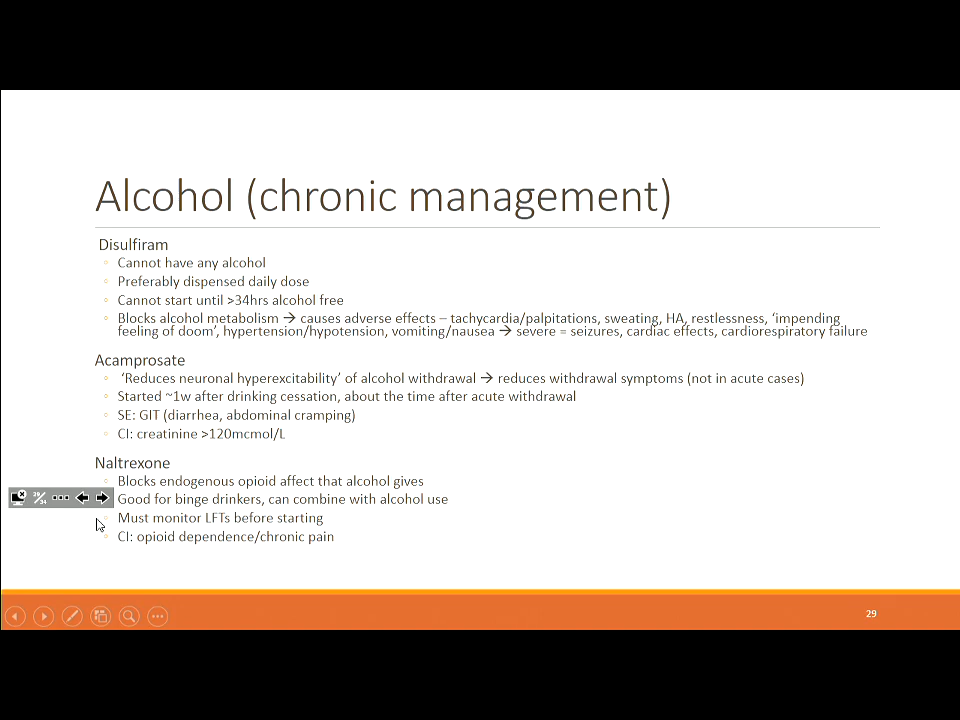 Alcohol (chronic management)
Disulfiram
Cannot have any alcohol
Preferably dispensed daily dose
Cannot start until >34hrs alcohol free
Blocks alcohol metabolism → causes adverse effects – tachycardia/palpitations, sweating, HA, restlessness, ‘impending
feeling of doom’, hypertension/hypotension, vomiting/nausea → severe = seizures, cardiac effects, cardiorespiratory failure
Acamprosate
‘Reduces neuronal hyperexcitability’ of alcohol withdrawal → reduces withdrawal symptoms (not in acute cases)
Started ~1w after drinking cessation, about the time after acute withdrawal
SE: GIT (diarrhea, abdominal cramping)
CI: creatinine >120mcmol/L
Naltrexone
Blocks endogenous opioid affect that alcohol gives
Good for binge drinkers, can combine with alcohol use
Must monitor LFTs before starting
CI: opioid dependence/chronic pain
29